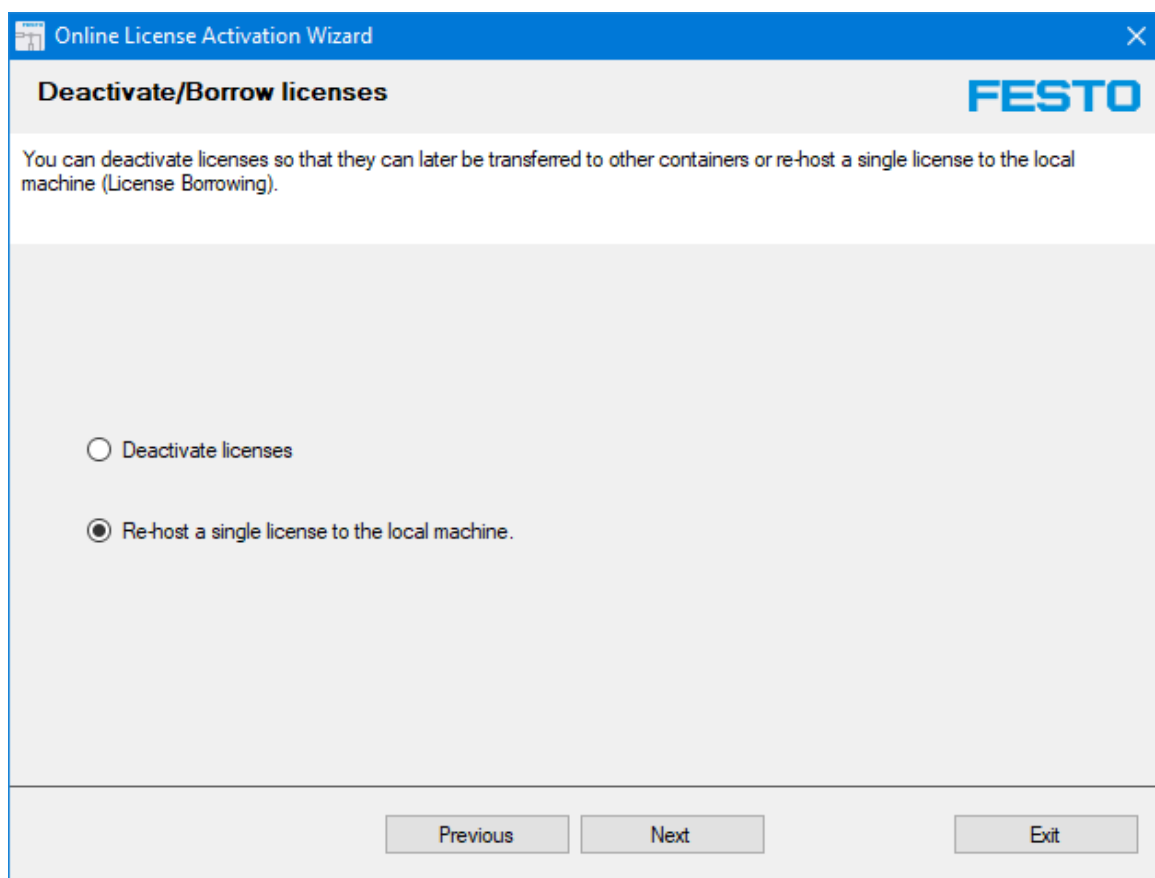 Online License Activation Wizard
Deactivate/Borrow licenses
FESTO
You can deactivate licenses so that they can later be transferred to other containers or re-host a single license to the local
machine (License Borrowing).
Deactivate licenses
Re-host a single license to the local machine.
Previous
Next
Exit